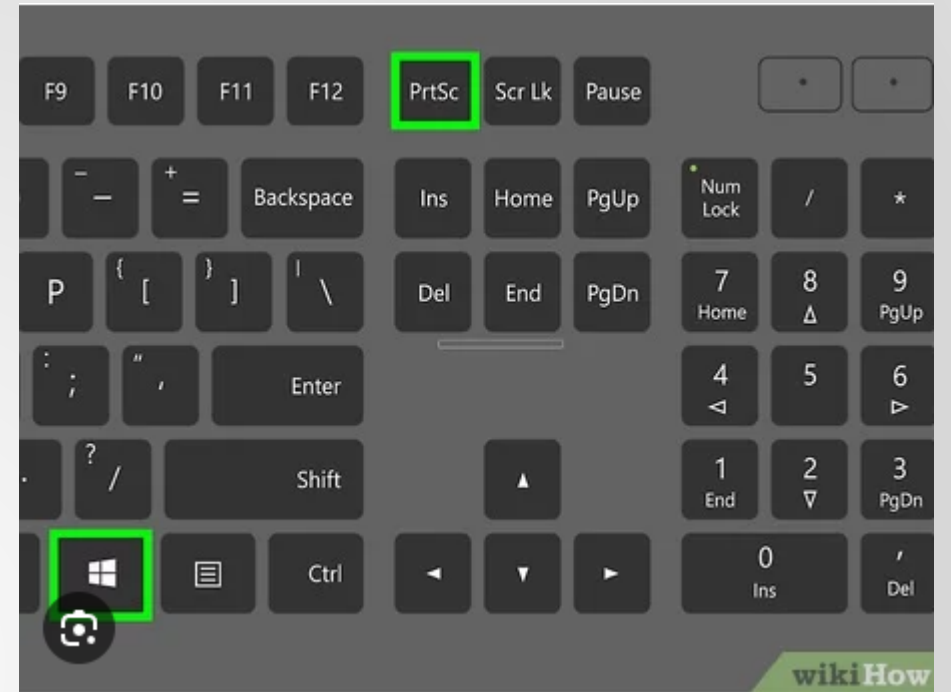 F9 F10 F11 F12 PrtSc Scr Lk Pause
– — + = Backspace Ins Home PgUp Num Lock / *
P { [ } ] | \ Del End PgDn 7 Home 8 9 PgUp
: ; " ' Enter 4 5 6
. ? / Shift 1 End 2 3 PgDn
Ctrl 0 Ins ' Del
wikiHow